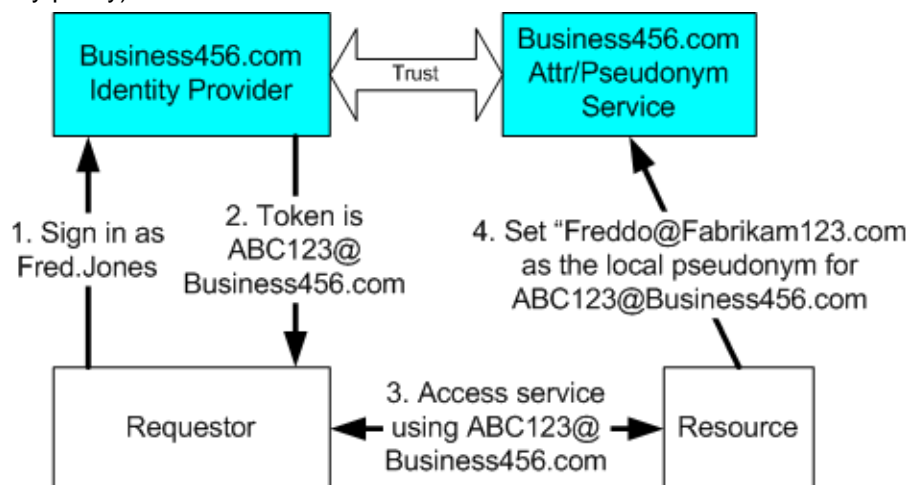 Business456.com
Identity Provider
Trust
Business456.com
Attr/Pseudonym
Service
1. Sign in as
Fred.Jones
2. Token is
ABC123@
Business456.com
4. Set “Freddo@Fabrikam123.com
as the local pseudonym for
ABC123@Business456.com
Requestor
3. Access service
using ABC123@
Business456.com
Resource